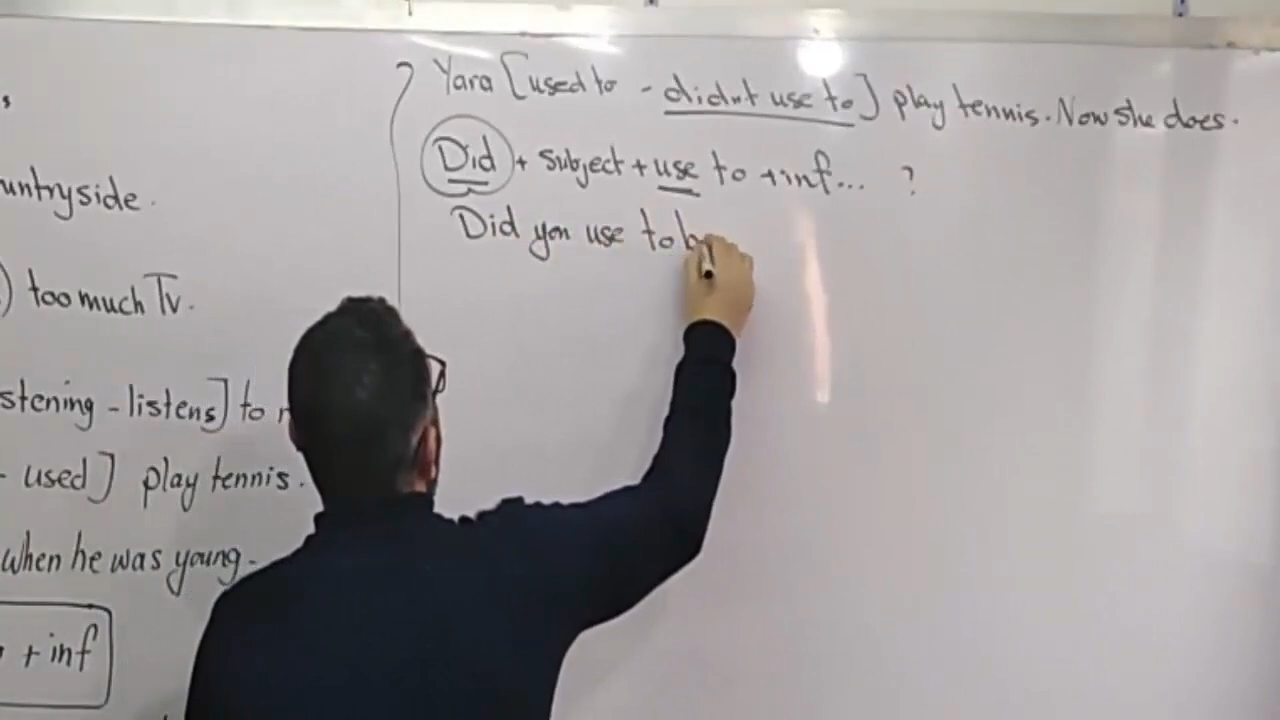 untryside.
) too much Tv.
stening - listens] to
- used] play tennis.
when he was young.
+ inf
Yara [used to - didn't use to] play tennis. Now she does.
Did + subject + use to + inf... ?
Did you use to